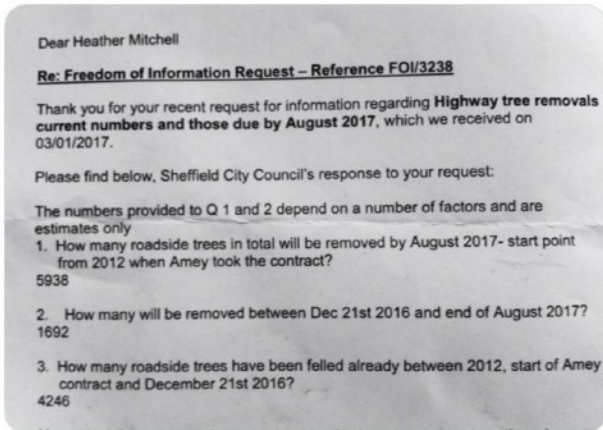 Dear Heather Mitchell
Re: Freedom of Information Request – Reference FOI/3238
Thank you for your recent request for information regarding Highway tree removals
current numbers and those due by August 2017, which we received on
03/01/2017.
Please find below, Sheffield City Council's response to your request:
The numbers provided to Q 1 and 2 depend on a number of factors and are
estimates only
1. How many roadside trees in total will be removed by August 2017- start point
from 2012 when Amey took the contract?
5938
2. How many will be removed between Dec 21st 2016 and end of August 2017?
1692
3. How many roadside trees have been felled already between 2012, start of Amey
contract and December 21st 2016?
4246